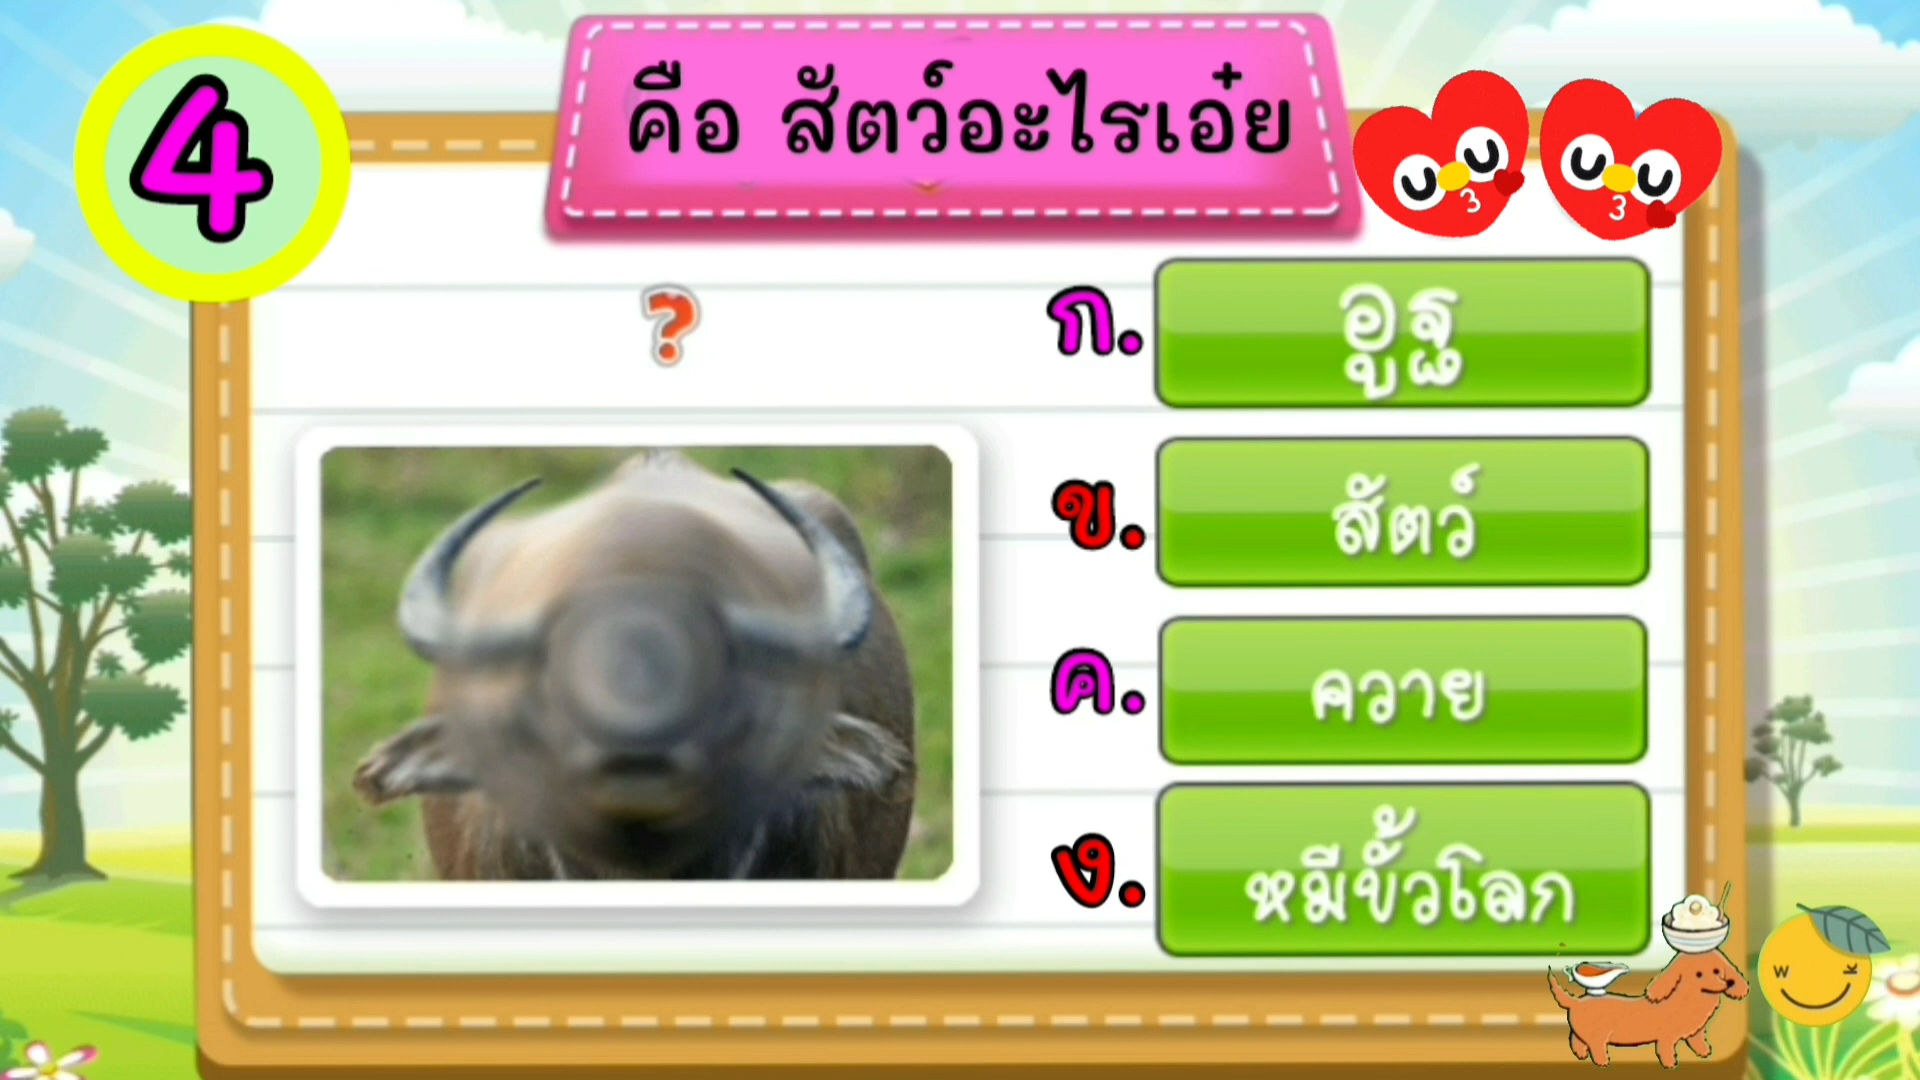 4
คือ สัตว์อะไรเอ๋ย
?
ก. อูฐ
ข. สัตว์
ค. ควาย
ง. หมีขั้วโลก
W K